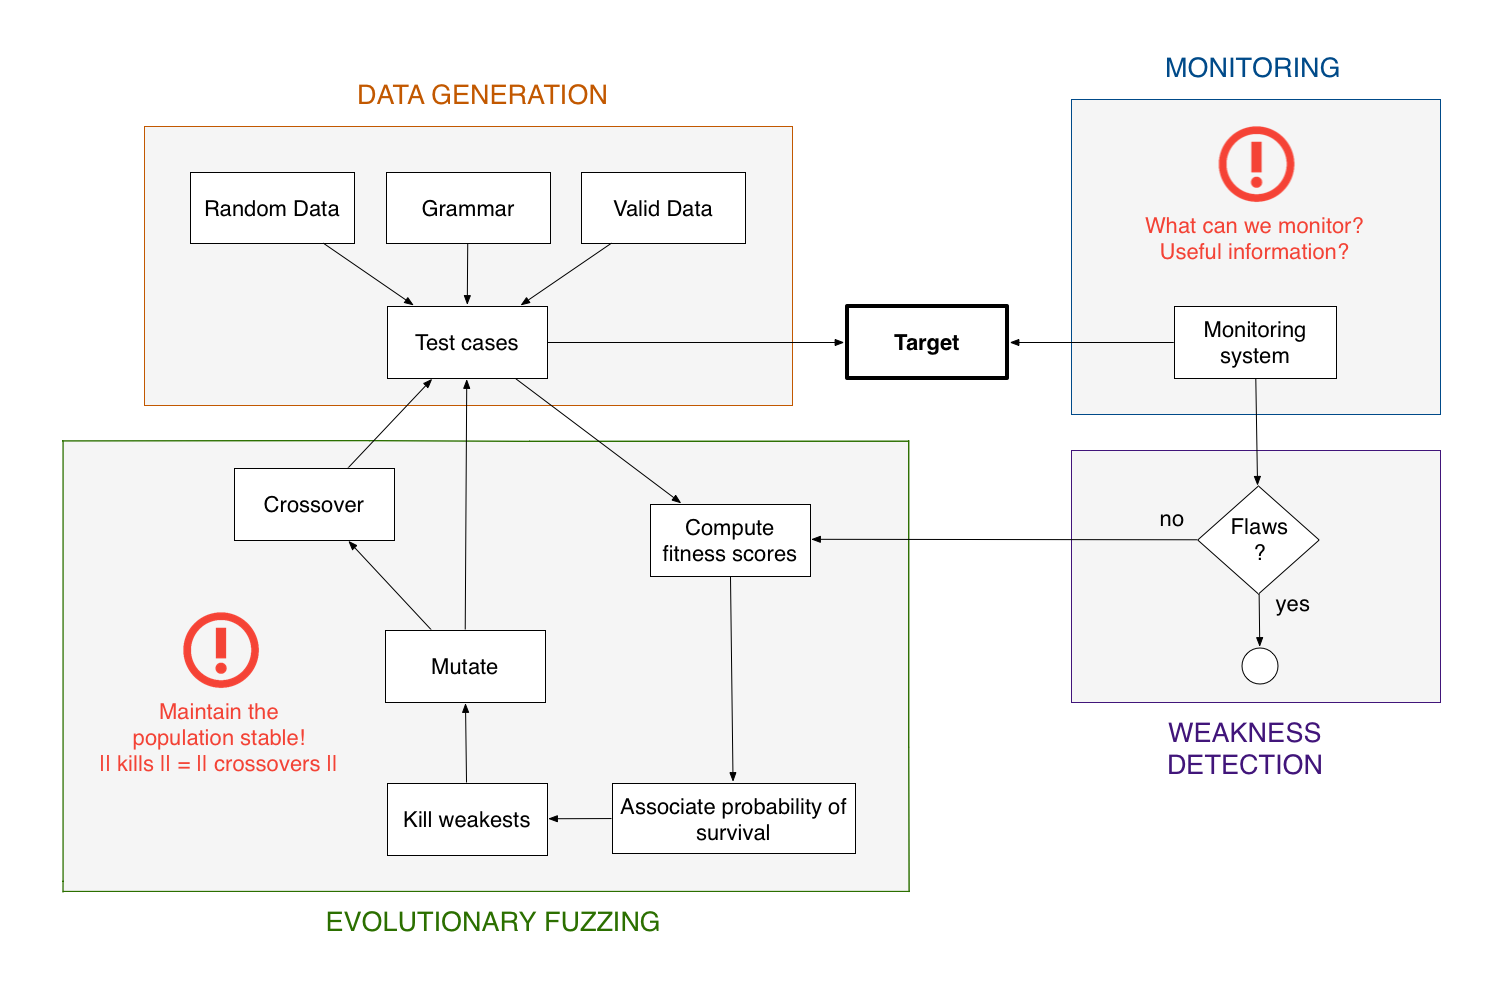 MONITORING
DATA GENERATION
What can we monitor?
Useful information?
Random Data
Grammar
Valid Data
Test cases
Target
Monitoring
system
Crossover
Compute
fitness scores
no
Flaws
?
yes
Mutate
Maintain the
population stable!
|| kills || = || crossovers ||
Kill weakests
Associate probability of
survival
WEAKNESS
DETECTION
EVOLUTIONARY FUZZING